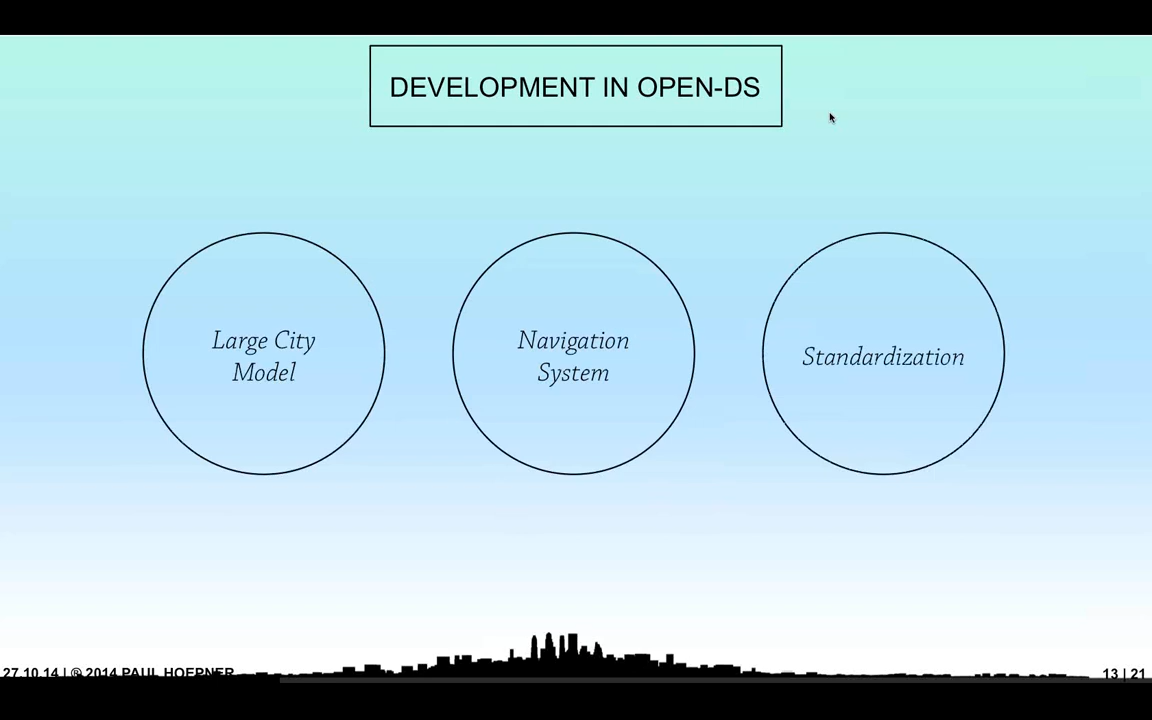 DEVELOPMENT IN OPEN-DS
Large City
Model
Navigation
System
Standardization
27.10.14 | ® 2014 PAUL HOEPNER
13 | 21